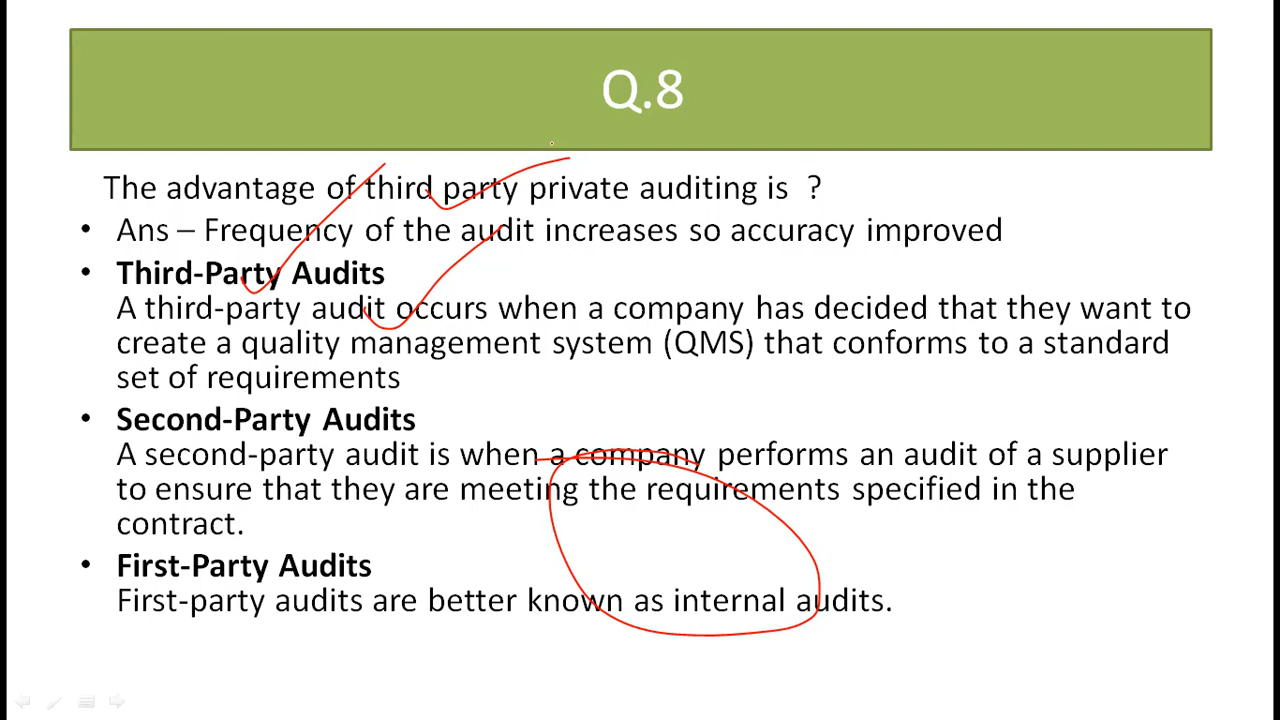 Q.8
The advantage of third party private auditing is ?
• Ans – Frequency of the audit increases so accuracy improved
• Third-Party Audits
A third-party audit occurs when a company has decided that they want to
create a quality management system (QMS) that conforms to a standard
set of requirements
• Second-Party Audits
A second-party audit is when a company performs an audit of a supplier
to ensure that they are meeting the requirements specified in the
contract.
• First-Party Audits
First-party audits are better known as internal audits.